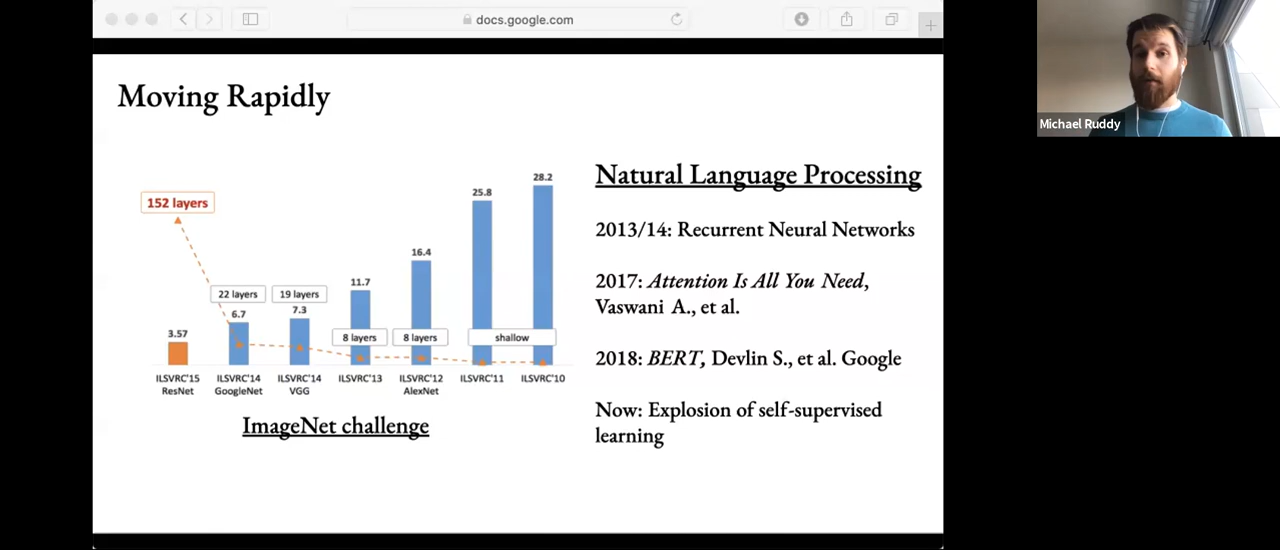 docs.google.com
Moving Rapidly
28.2
25.8
152 layers
16.4
11.7
22 layers
19 layers
6.7
7.3
3.57
8 layers
8 layers
shallow
ILSVRC'15
ResNet
ILSVRC'14
GoogleNet
ILSVRC'14
VGG
ILSVRC'13
ILSVRC'12
AlexNet
ILSVRC'11
ILSVRC'10
ImageNet challenge
Natural Language Processing
2013/14: Recurrent Neural Networks
2017: Attention Is All You Need,
Vaswani A., et al.
2018: BERT, Devlin S., et al. Google
Now: Explosion of self-supervised
learning
Michael Ruddy